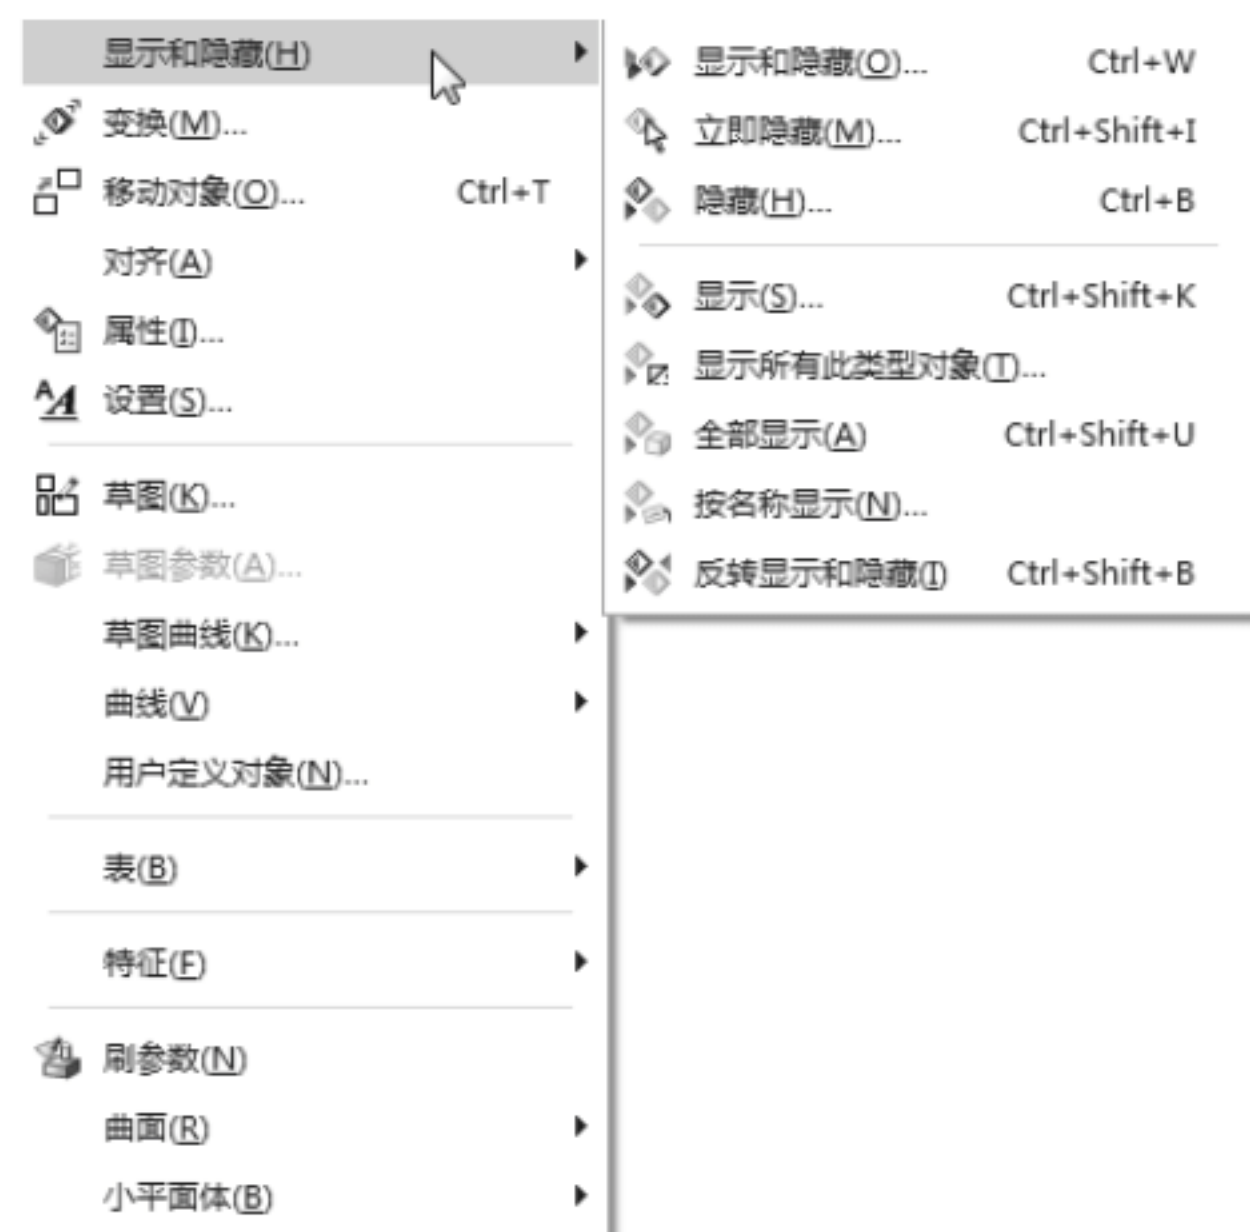 显示和隐藏(H)
变换(M)...
移动对象(O)... Ctrl+T
对齐(A)
属性(I)...
设置(S)...
草图(K)...
草图参数(A)...
草图曲线(K)...
曲线(V)
用户定义对象(N)...
表(B)
特征(F)
刷参数(N)
曲面(R)
小平面体(B)
显示和隐藏(O)... Ctrl+W
立即隐藏(M)... Ctrl+Shift+I
隐藏(H)... Ctrl+B
显示(S)... Ctrl+Shift+K
显示所有此类型对象(T)...
全部显示(A) Ctrl+Shift+U
按名称显示(N)...
反转显示和隐藏(I) Ctrl+Shift+B